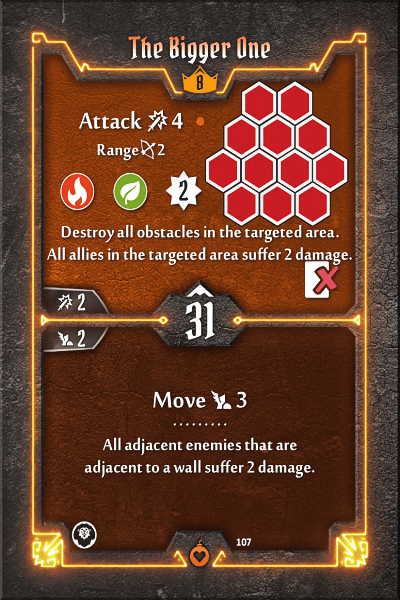 The Bigger One
8
Attack 4
Range 2
2
Destroy all obstacles in the targeted area.
All allies in the targeted area suffer 2 damage.
2
31
2
Move 3
All adjacent enemies that are
adjacent to a wall suffer 2 damage.
107